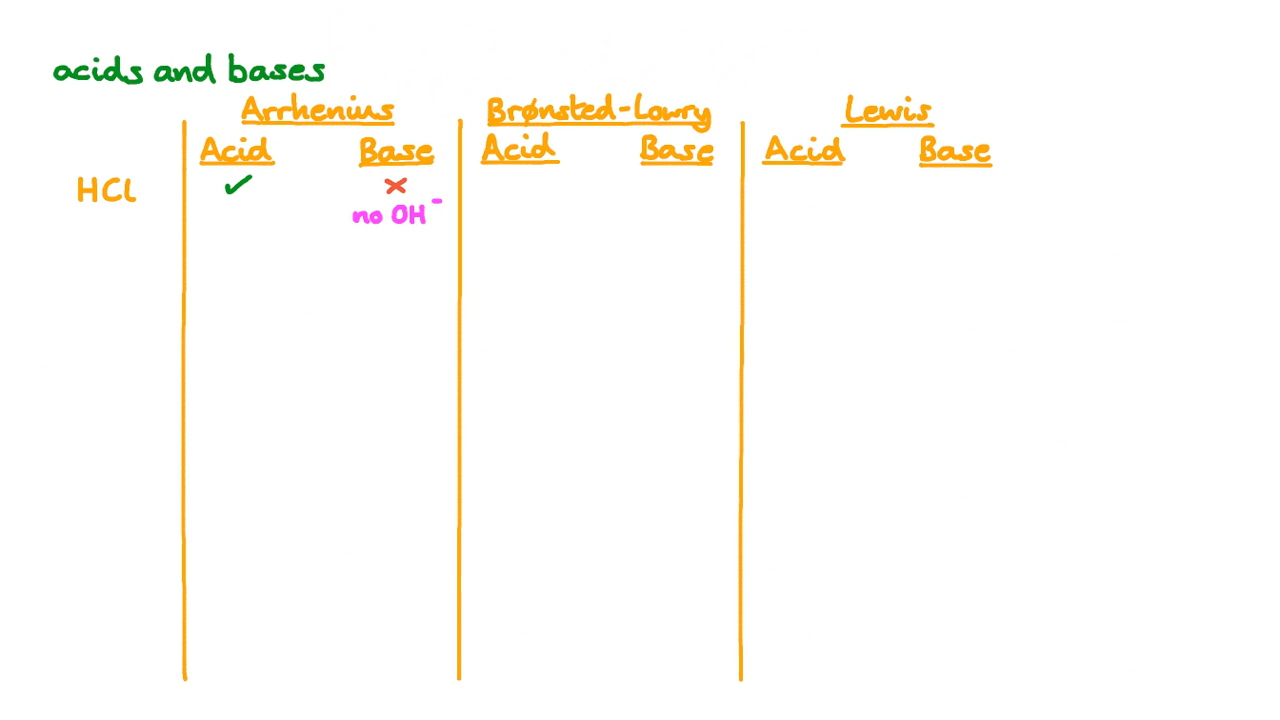 acids and bases
Arrhenius Brønsted-Lowry Lewis
Acid Base Acid Base Acid Base
HCl ✓ ×
no OH⁻